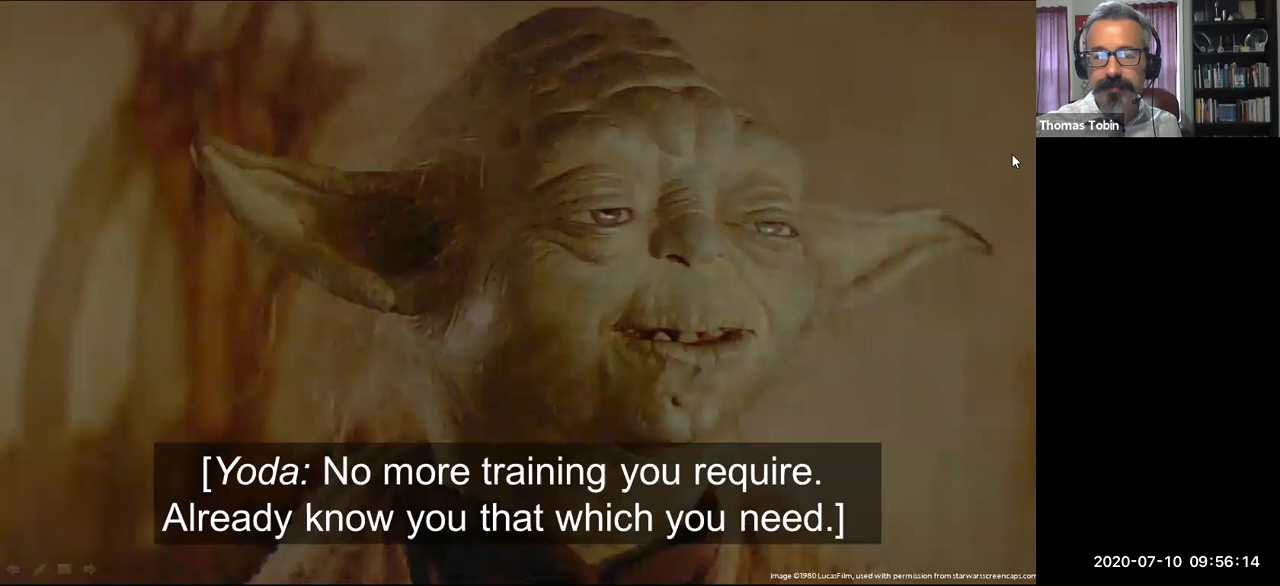 Thomas Tobin
[Yoda: No more training you require.
Already know you that which you need.]
Image ©1980 LucasFilm, used with permission from starwarsscreencaps.com
2020-07-10 09:56:14